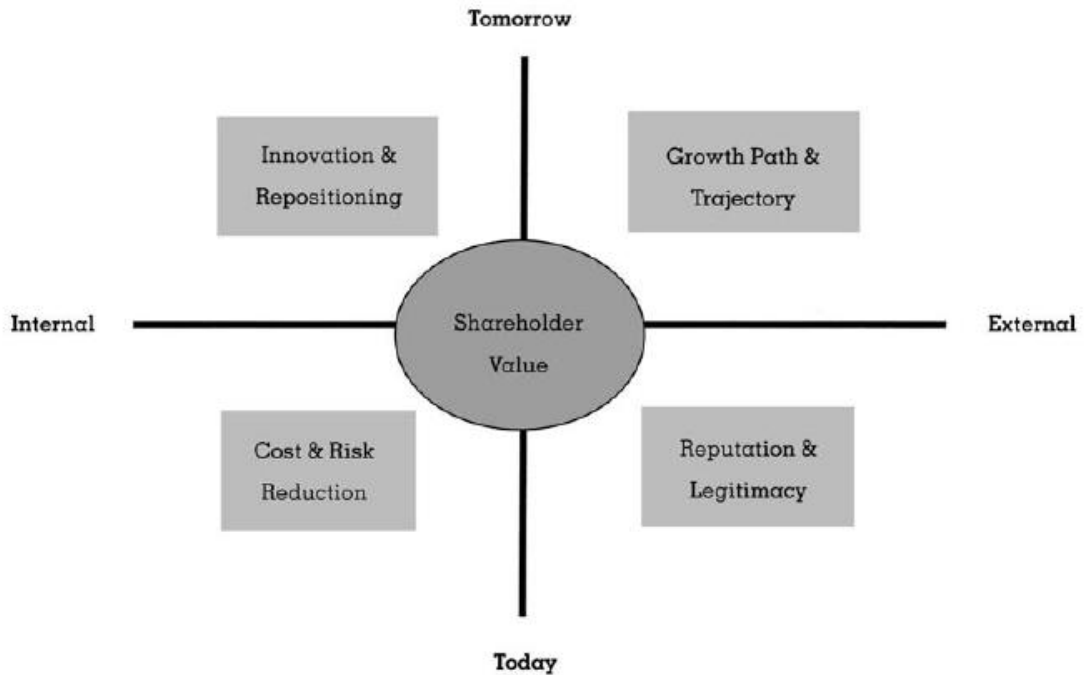 Tomorrow
Innovation &
Repositioning
Growth Path &
Trajectory
Internal
Shareholder
Value
External
Cost & Risk
Reduction
Reputation &
Legitimacy
Today